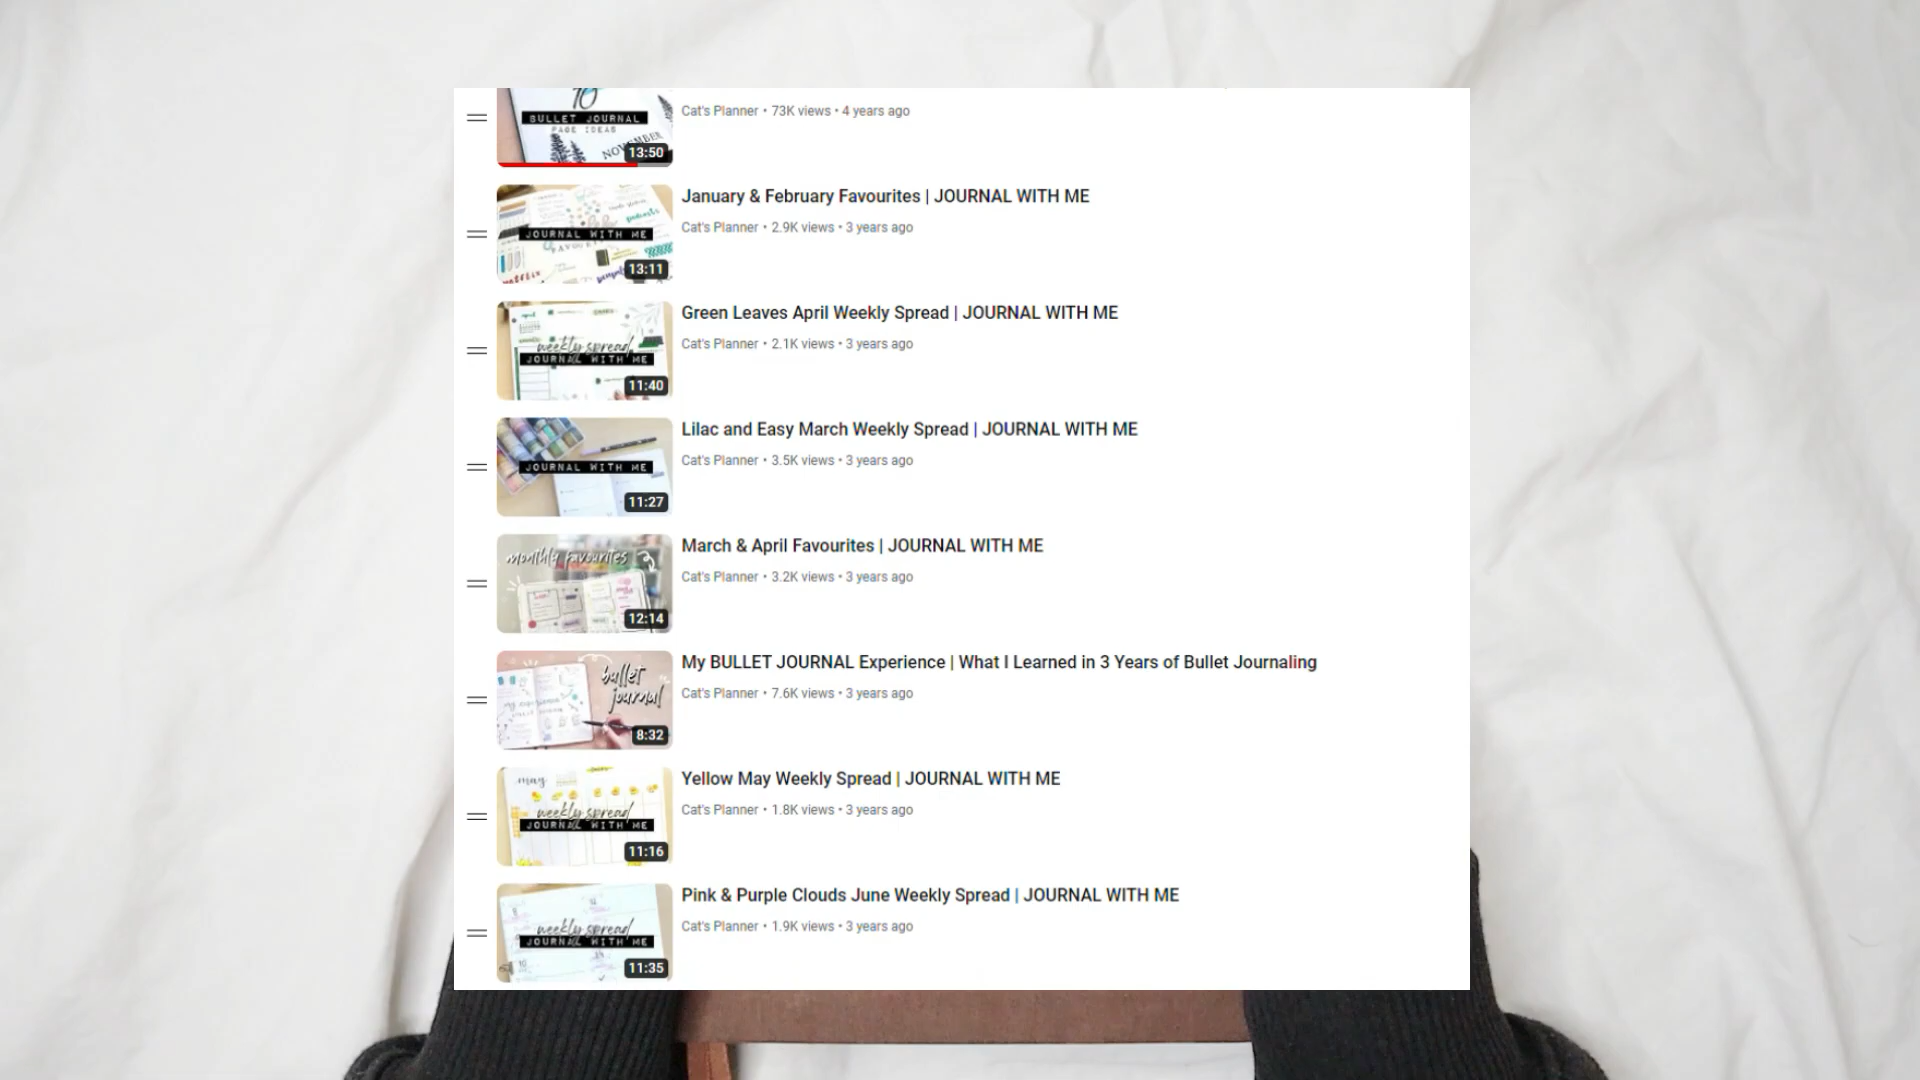 10
BULLET JOURNAL
PAGE IDEAS
NOVEMBER
13:50
Cat's Planner • 73K views • 4 years ago
JOURNAL WITH ME
13:11
January & February Favourites | JOURNAL WITH ME
Cat's Planner • 2.9K views • 3 years ago
weekly spread
JOURNAL WITH ME
11:40
Green Leaves April Weekly Spread | JOURNAL WITH ME
Cat's Planner • 2.1K views • 3 years ago
JOURNAL WITH ME
11:27
Lilac and Easy March Weekly Spread | JOURNAL WITH ME
Cat's Planner • 3.5K views • 3 years ago
monthly favourites
12:14
March & April Favourites | JOURNAL WITH ME
Cat's Planner • 3.2K views • 3 years ago
bullet
journal
8:32
My BULLET JOURNAL Experience | What I Learned in 3 Years of Bullet Journaling
Cat's Planner • 7.6K views • 3 years ago
may
weekly spread
JOURNAL WITH ME
11:16
Yellow May Weekly Spread | JOURNAL WITH ME
Cat's Planner • 1.8K views • 3 years ago
weekly spread
JOURNAL WITH ME
11:35
Pink & Purple Clouds June Weekly Spread | JOURNAL WITH ME
Cat's Planner • 1.9K views • 3 years ago